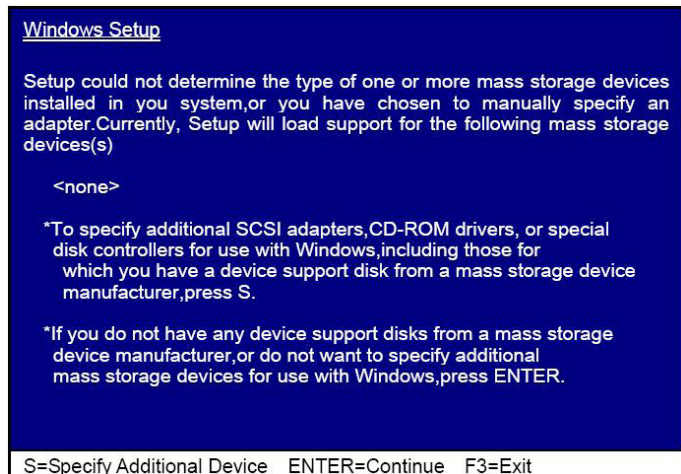 Windows Setup
Setup could not determine the type of one or more mass storage devices
installed in you system,or you have chosen to manually specify an
adapter.Currently, Setup will load support for the following mass storage
devices(s)
<none>
*To specify additional SCSI adapters,CD-ROM drivers, or special
disk controllers for use with Windows,including those for
which you have a device support disk from a mass storage device
manufacturer,press S.
*If you do not have any device support disks from a mass storage
device manufacturer,or do not want to specify additional
mass storage devices for use with Windows,press ENTER.
S=Specify Additional Device ENTER=Continue F3=Exit